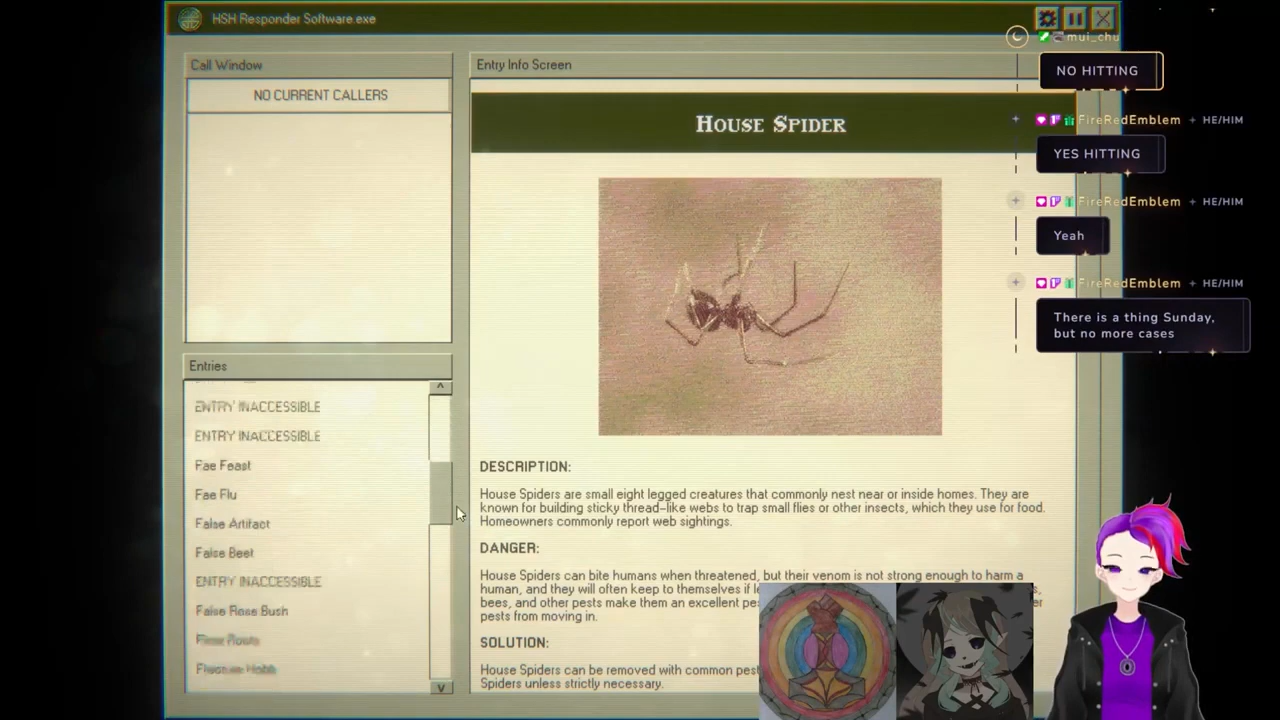 HSH Responder Software.exe
Call Window
NO CURRENT CALLERS
Entries
ENTRY INACCESSIBLE
ENTRY INACCESSIBLE
Fae Feast
Fae Flu
False Artifact
False Beet
ENTRY INACCESSIBLE
False Rose Bush
Entry Info Screen
HOUSE SPIDER
DESCRIPTION:
House Spiders are small eight legged creatures that commonly nest near or inside homes. They are
known for building sticky thread-like webs to trap small flies or other insects, which they use for food.
Homeowners commonly report web sightings.
DANGER:
House Spiders can bite humans when threatened, but their venom is not strong enough to harm a
human, and they will often keep to themselves if
bees, and other pests make them an excellent
pests from moving in.
SOLUTION:
House Spiders can be removed with common
Spiders unless strictly necessary.
mui_chu
NO HITTING
FireRedEmblem HE/HIM
YES HITTING
FireRedEmblem HE/HIM
Yeah
FireRedEmblem HE/HIM
There is a thing Sunday,
but no more cases